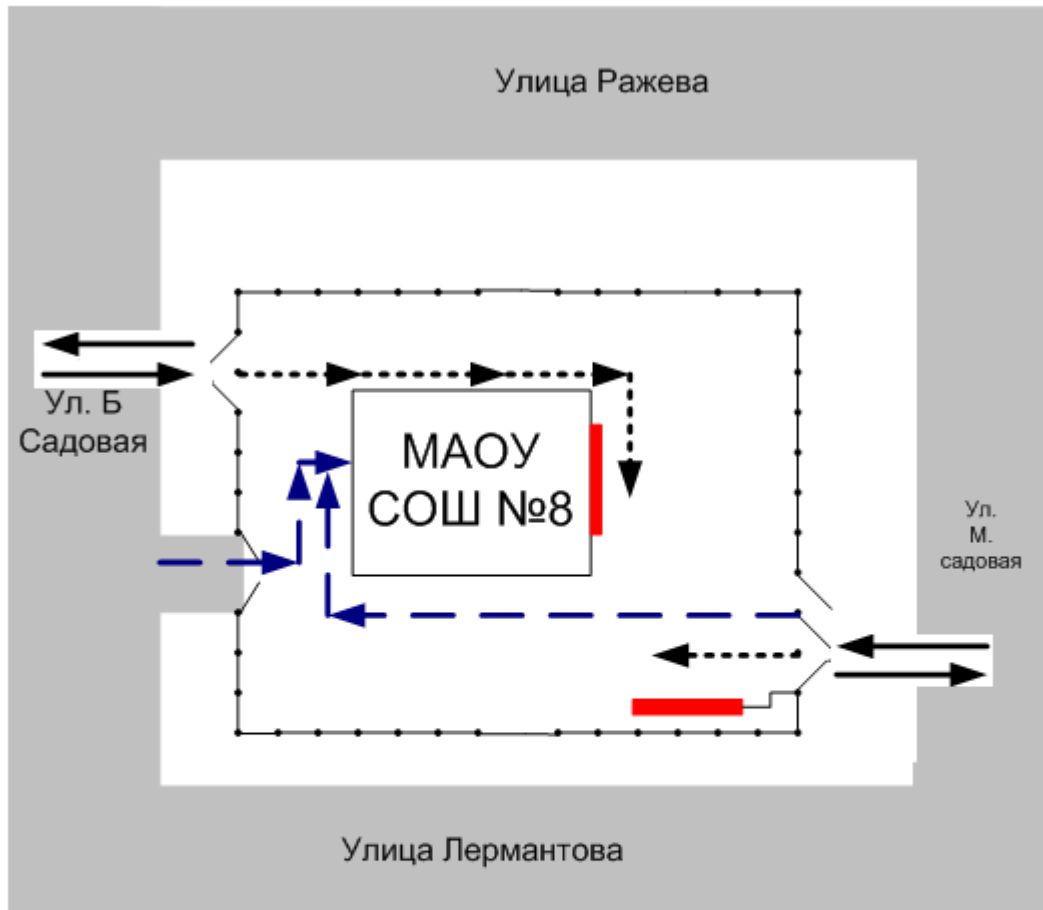 Улица Ражева
Ул. Б
Садовая
МАОУ
СОШ №8
Ул.
М.
садовая
Улица Лермантова